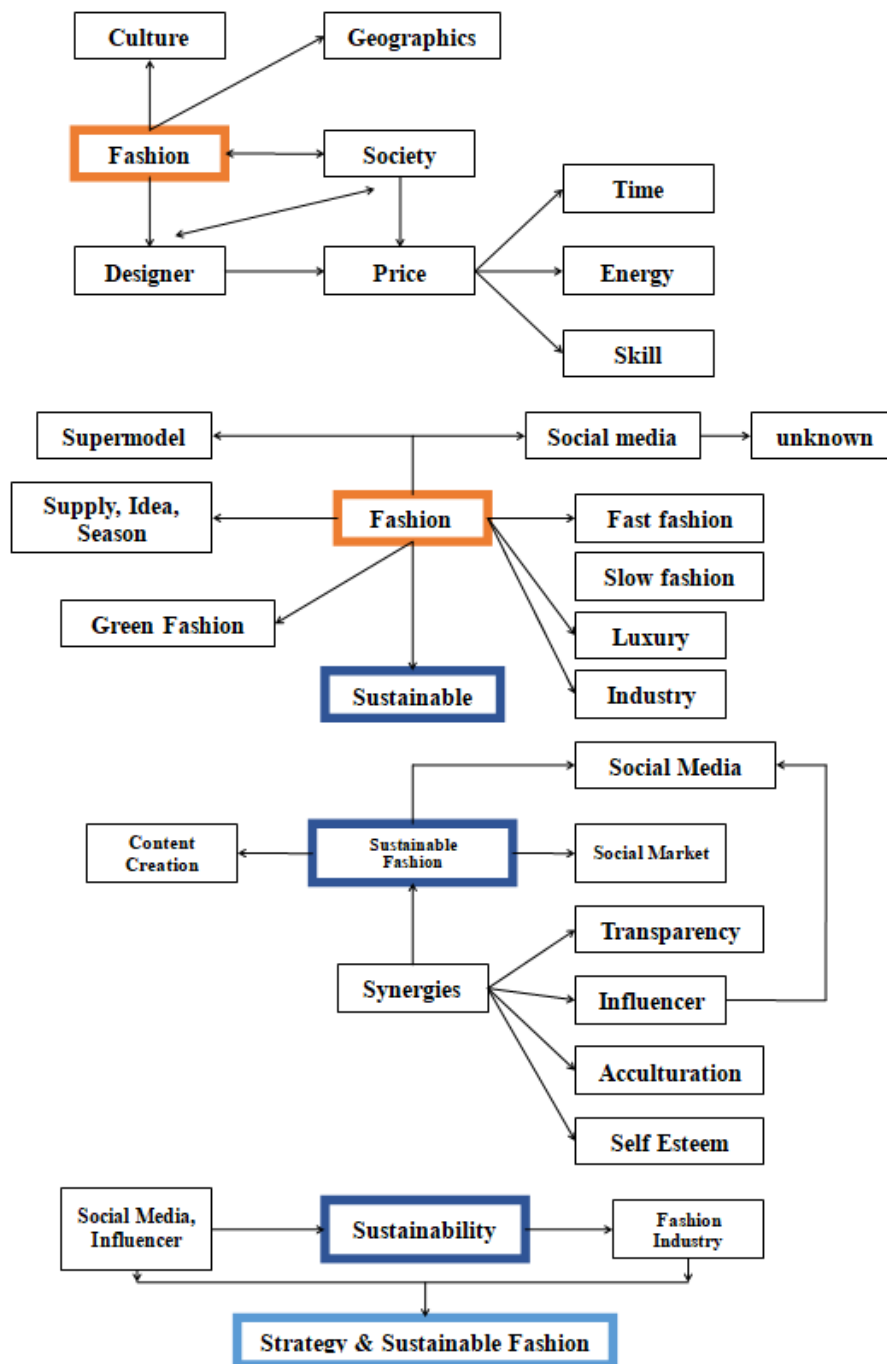 Culture
Geographics
Fashion
Society
Time
Designer
Price
Energy
Skill
Supermodel
Social media
unknown
Supply, Idea,
Season
Fashion
Fast fashion
Slow fashion
Green Fashion
Luxury
Sustainable
Industry
Social Media
Content
Creation
Sustainable
Fashion
Social Market
Transparency
Synergies
Influencer
Acculturation
Self Esteem
Social Media,
Influencer
Sustainability
Fashion
Industry
Strategy & Sustainable Fashion